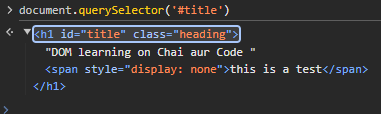 > document.querySelector('#title')
<· ▼<h1 id="title" class="heading">
"DOM learning on Chai aur Code "
<span style="display: none">this is a test</span>
</h1>
>